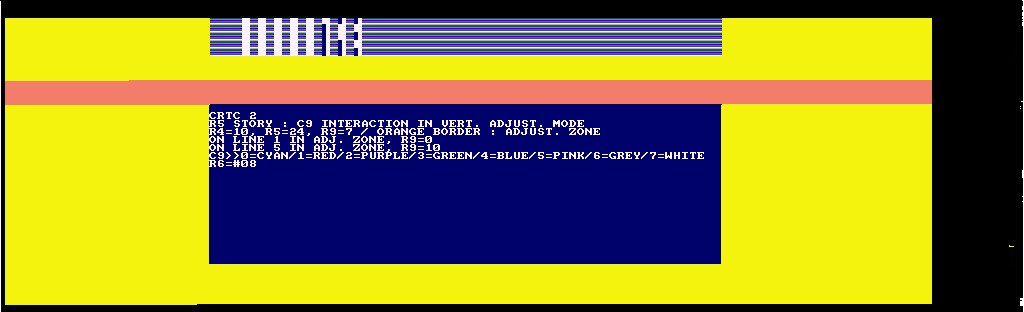 CRTC 2
R5 STORY : C9 INTERACTION IN VERT. ADJUST. MODE
R4=10, R5=24, R9=7 / ORANGE BORDER : ADJUST. ZONE
ON LINE 1 IN ADJ. ZONE, R9=0
ON LINE 5 IN ADJ. ZONE, R9=10
C9>>0=CYAN/1=RED/2=PURPLE/3=GREEN/4=BLUE/5=PINK/6=GREY/7=WHITE
R6=#08